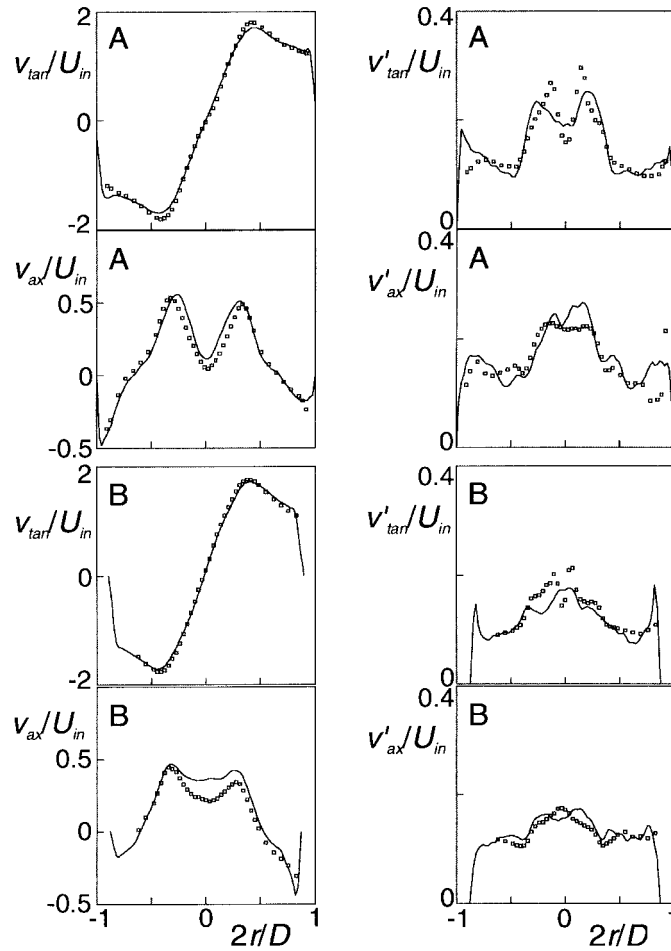 2
A
v_tan/U_in
0
-2
A
v_ax/U_in
0.5
0
-0.5
2
B
v_tan/U_in
0
-2
B
v_ax/U_in
0.5
0
-0.5
-1
0
1
2r/D
0.4
A
v'_tan/U_in
0
0.4
A
v'_ax/U_in
0
0.4
B
v'_tan/U_in
0
0.4
B
v'_ax/U_in
0
-1
0
1
2r/D